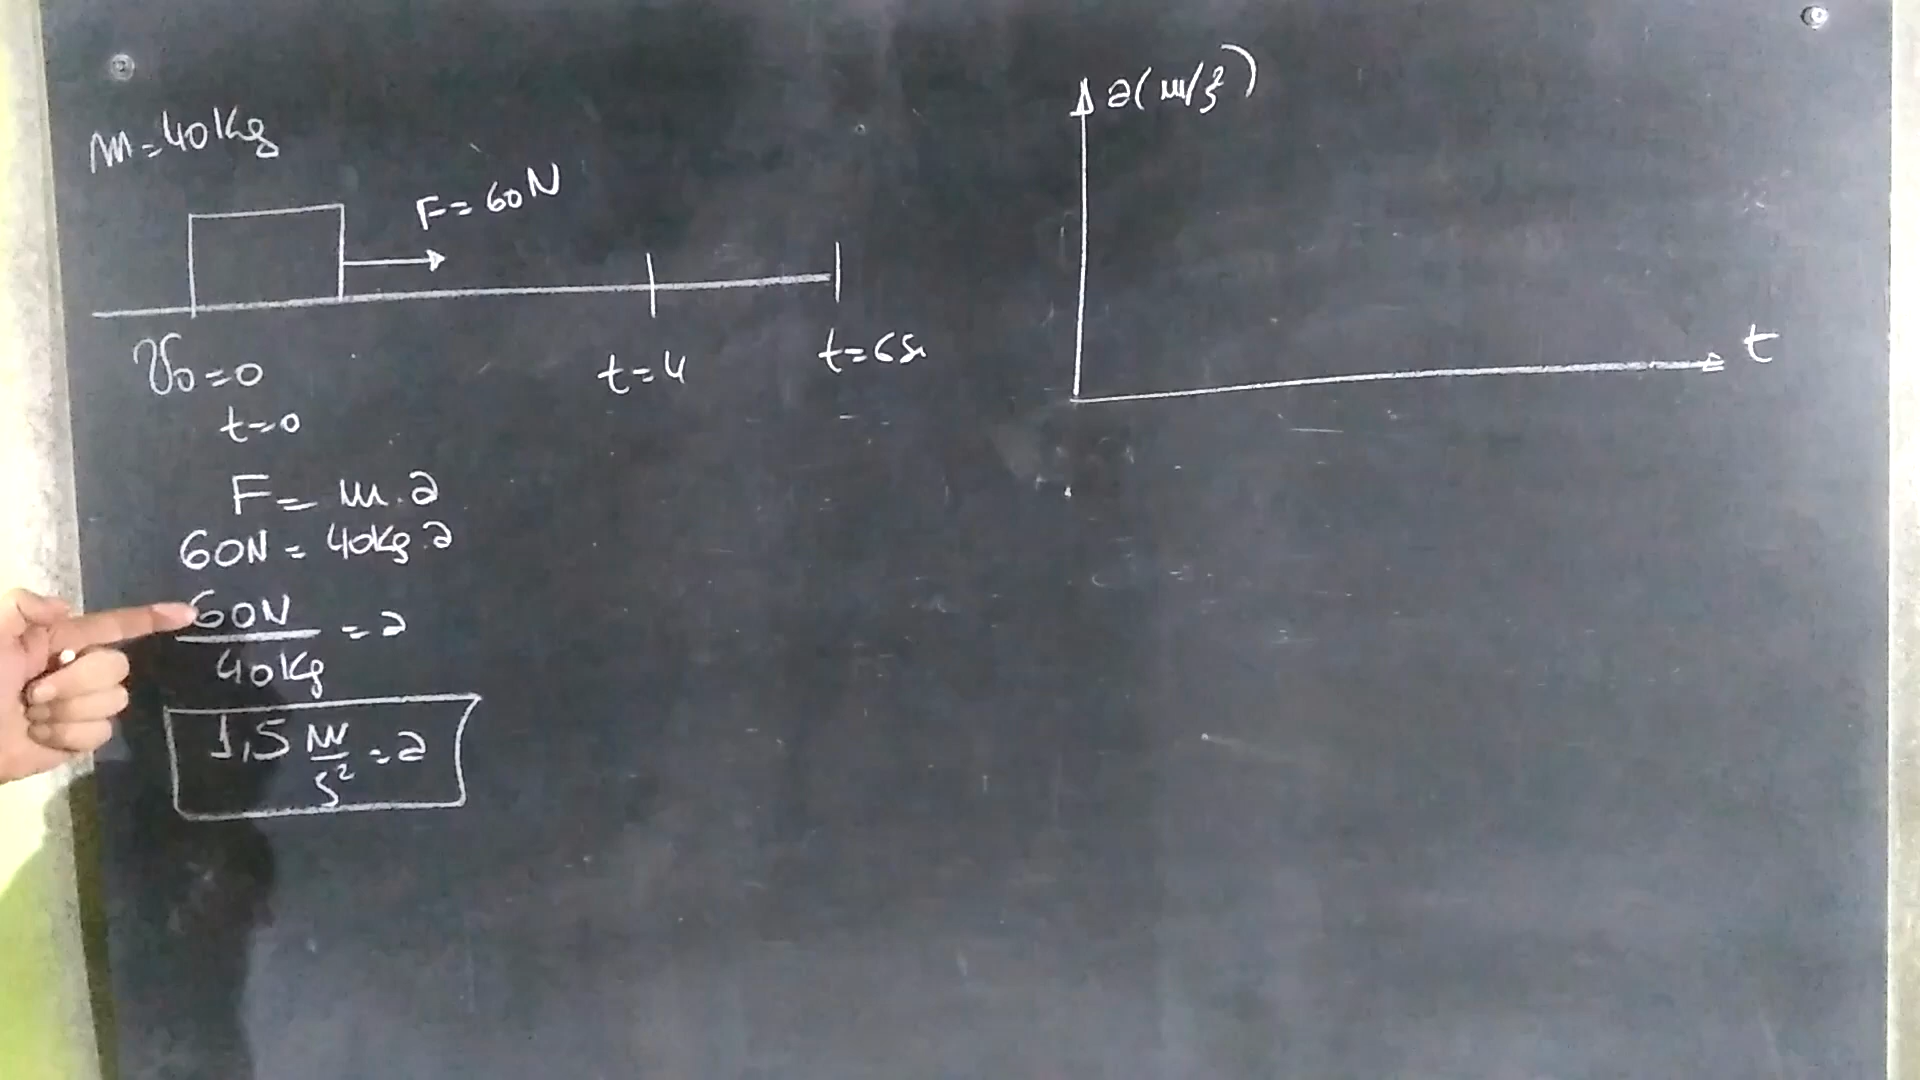 m=40Kg
F=60N
V₀=0
t=0
t=4
t=6s
F=m.a
60N=40Kg.a
60N/40Kg=a
1,5 m/s²=a
a(m/s²)
t